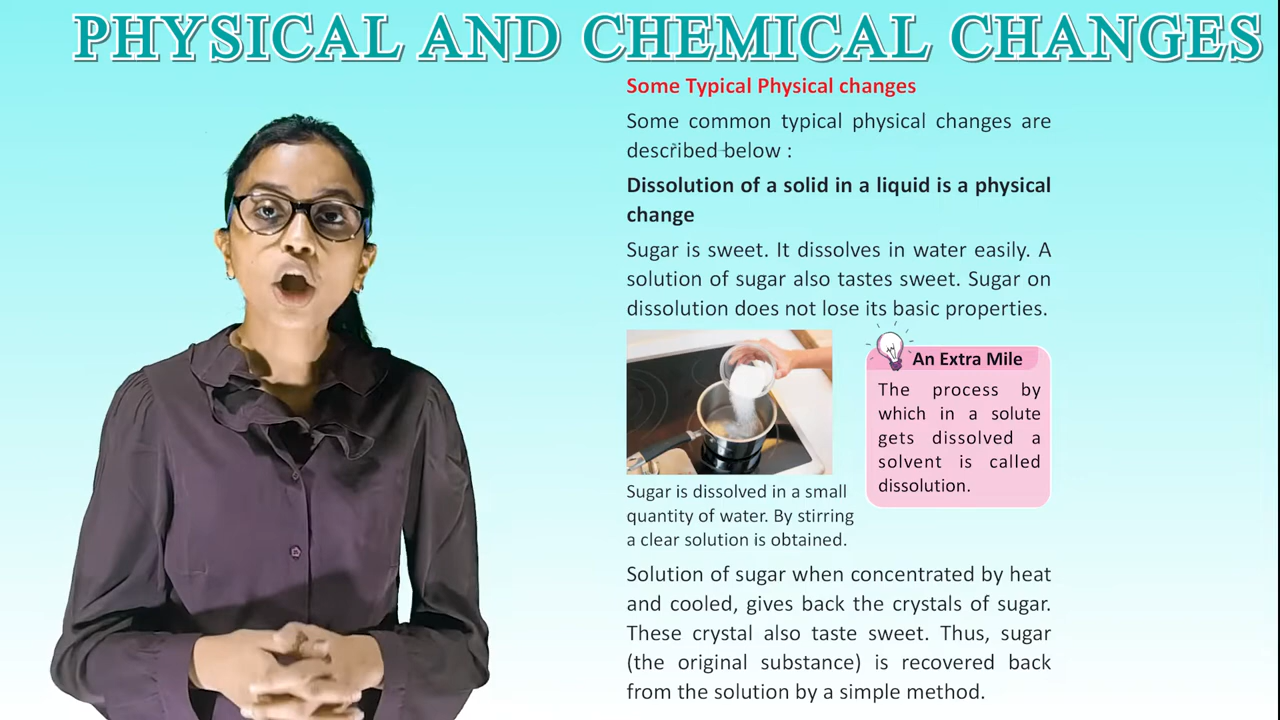 PHYSICAL AND CHEMICAL CHANGES
Some Typical Physical changes
Some common typical physical changes are
described below :
Dissolution of a solid in a liquid is a physical
change
Sugar is sweet. It dissolves in water easily. A
solution of sugar also tastes sweet. Sugar on
dissolution does not lose its basic properties.
An Extra Mile
The process by
which in a solute
gets dissolved a
solvent is called
dissolution.
Sugar is dissolved in a small
quantity of water. By stirring
a clear solution is obtained.
Solution of sugar when concentrated by heat
and cooled, gives back the crystals of sugar.
These crystal also taste sweet. Thus, sugar
(the original substance) is recovered back
from the solution by a simple method.